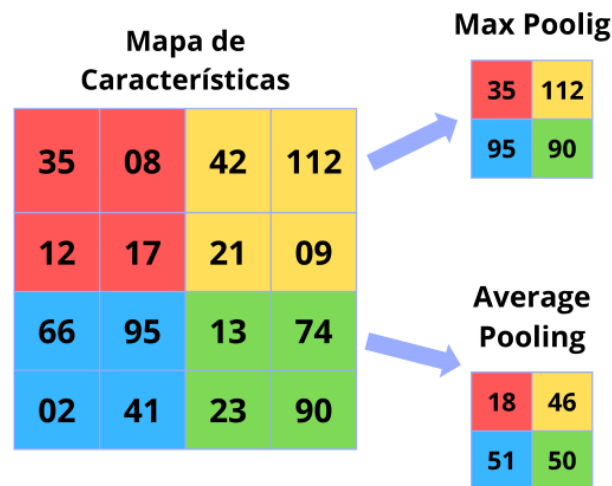 Mapa de
Caracterísíficas
35 08 42 112
12 17 21 09
66 95 13 74
02 41 23 90
Max Poolig
35 112
95 90
Average
Pooling
18 46
51 50